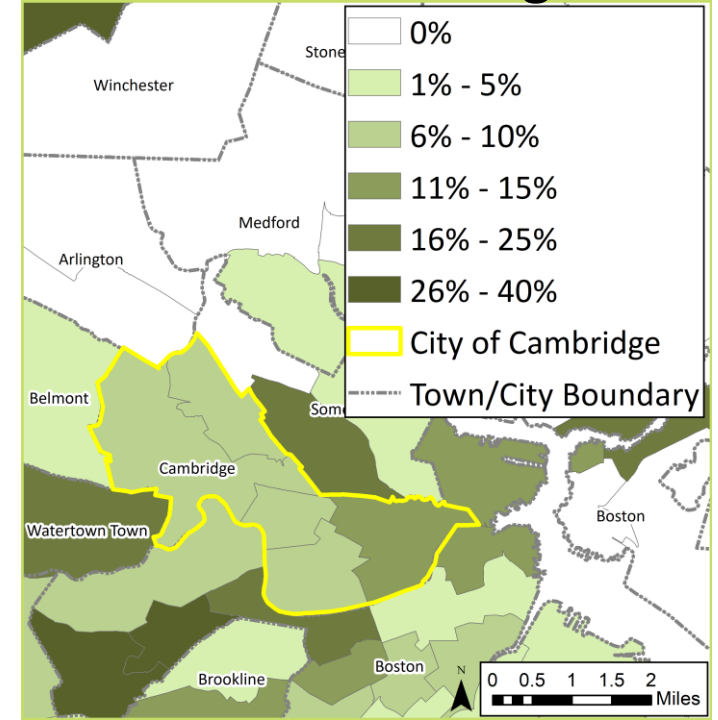 0%
1% - 5%
6% - 10%
11% - 15%
16% - 25%
26% - 40%
City of Cambridge
Town/City Boundary
Stone
Winchester
Medford
Arlington
Belmont
Som
Cambridge
Watertown Town
Boston
Brookline
Boston
N
0 0.5 1 1.5 2
Miles